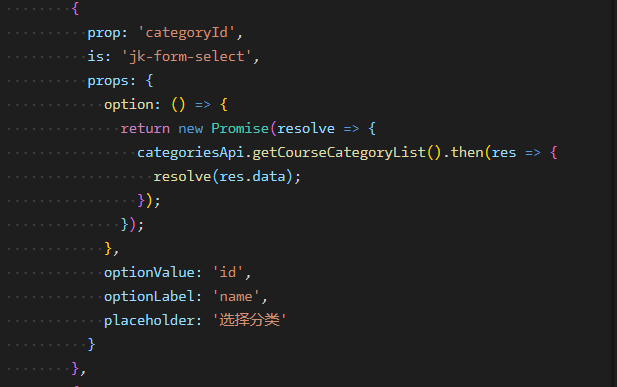 {
prop: 'categoryId',
is: 'jk-form-select',
props: {
option: () => {
return new Promise(resolve => {
categoriesApi.getCourseCategoryList().then(res => {
resolve(res.data);
});
});
},
optionValue: 'id',
optionLabel: 'name',
placeholder: '选择分类'
}
},